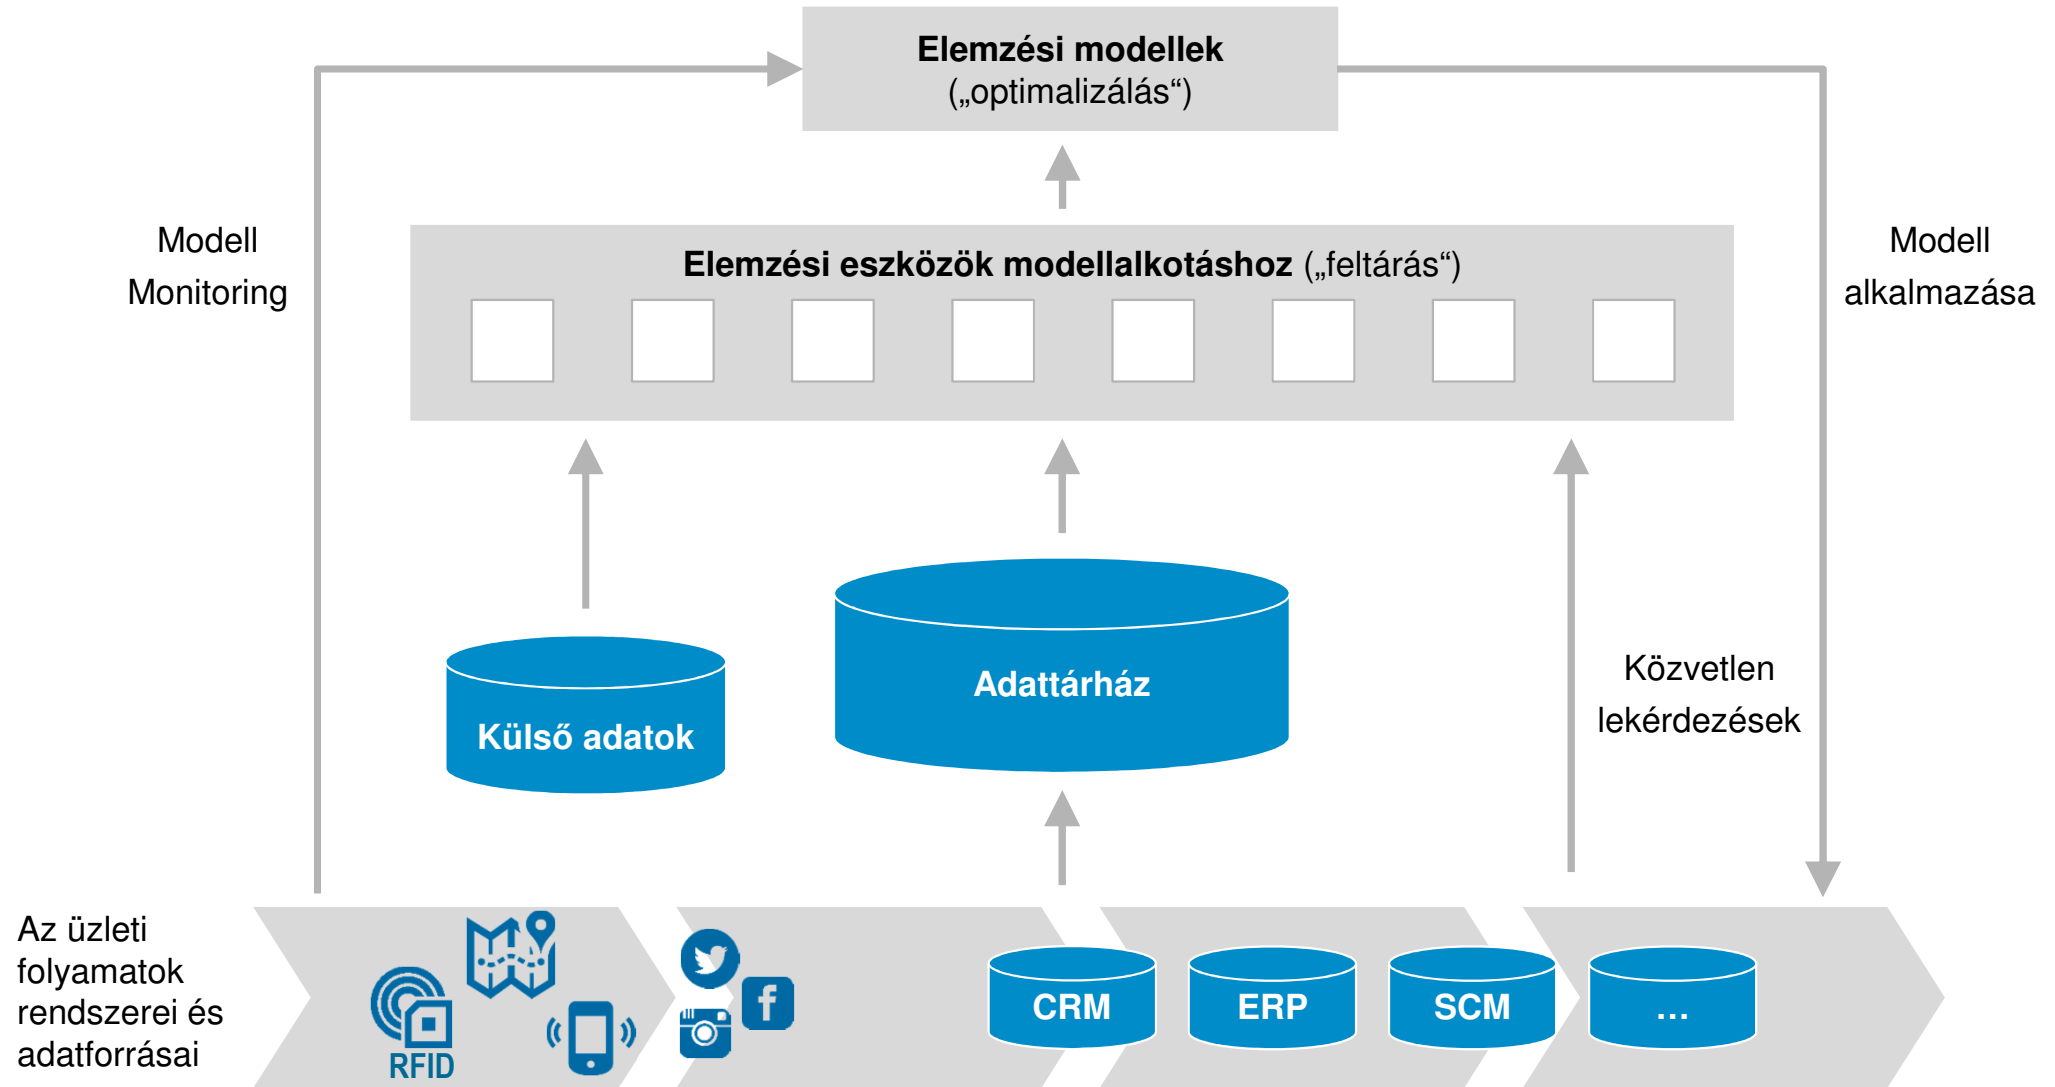 Elemzési modellek
(„optimalizálás“)
Modell
Monitoring
Modell
alkalmazása
Elemzési eszközök modellalkotáshoz („feltárás“)
Közvetlen
lekérdezések
Adattárház
Külső adatok
Az üzleti
folyamatok
rendszerei és
adatforrásai
RFID
f
CRM
ERP
SCM
...